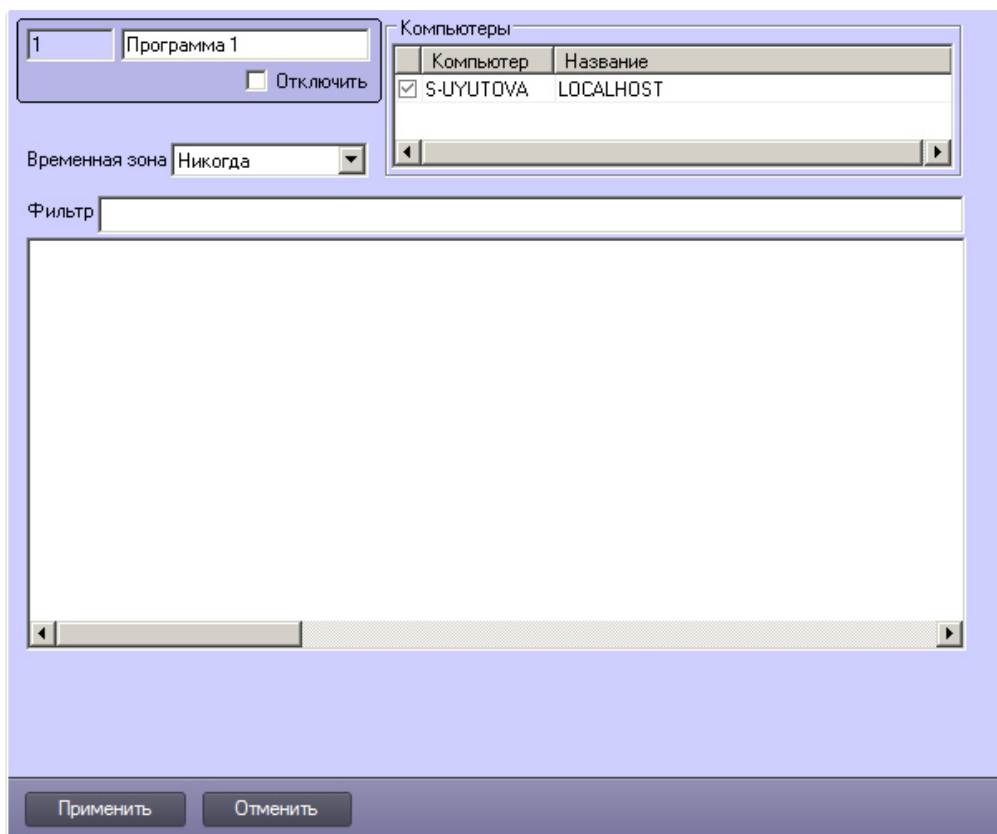 1 Программа 1
Отключить
Временная зона Никогда
Компьютеры
Компьютер Название
S-UYUTOVA LOCALHOST
Фильтр
Применить Отменить